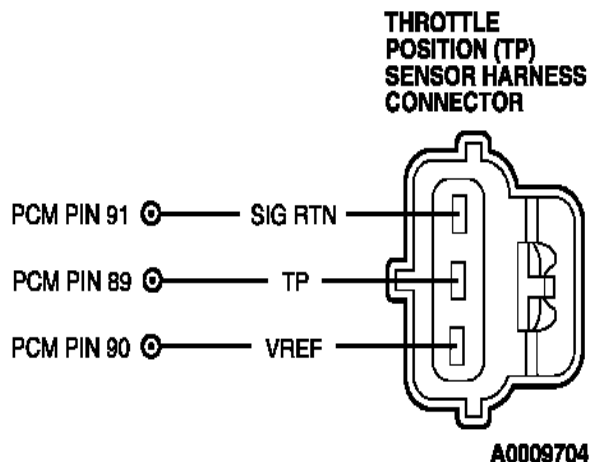 THROTTLE
POSITION (TP)
SENSOR HARNESS
CONNECTOR
PCM PIN 91 SIG RTN
PCM PIN 89 TP
PCM PIN 90 VREF
A0009704